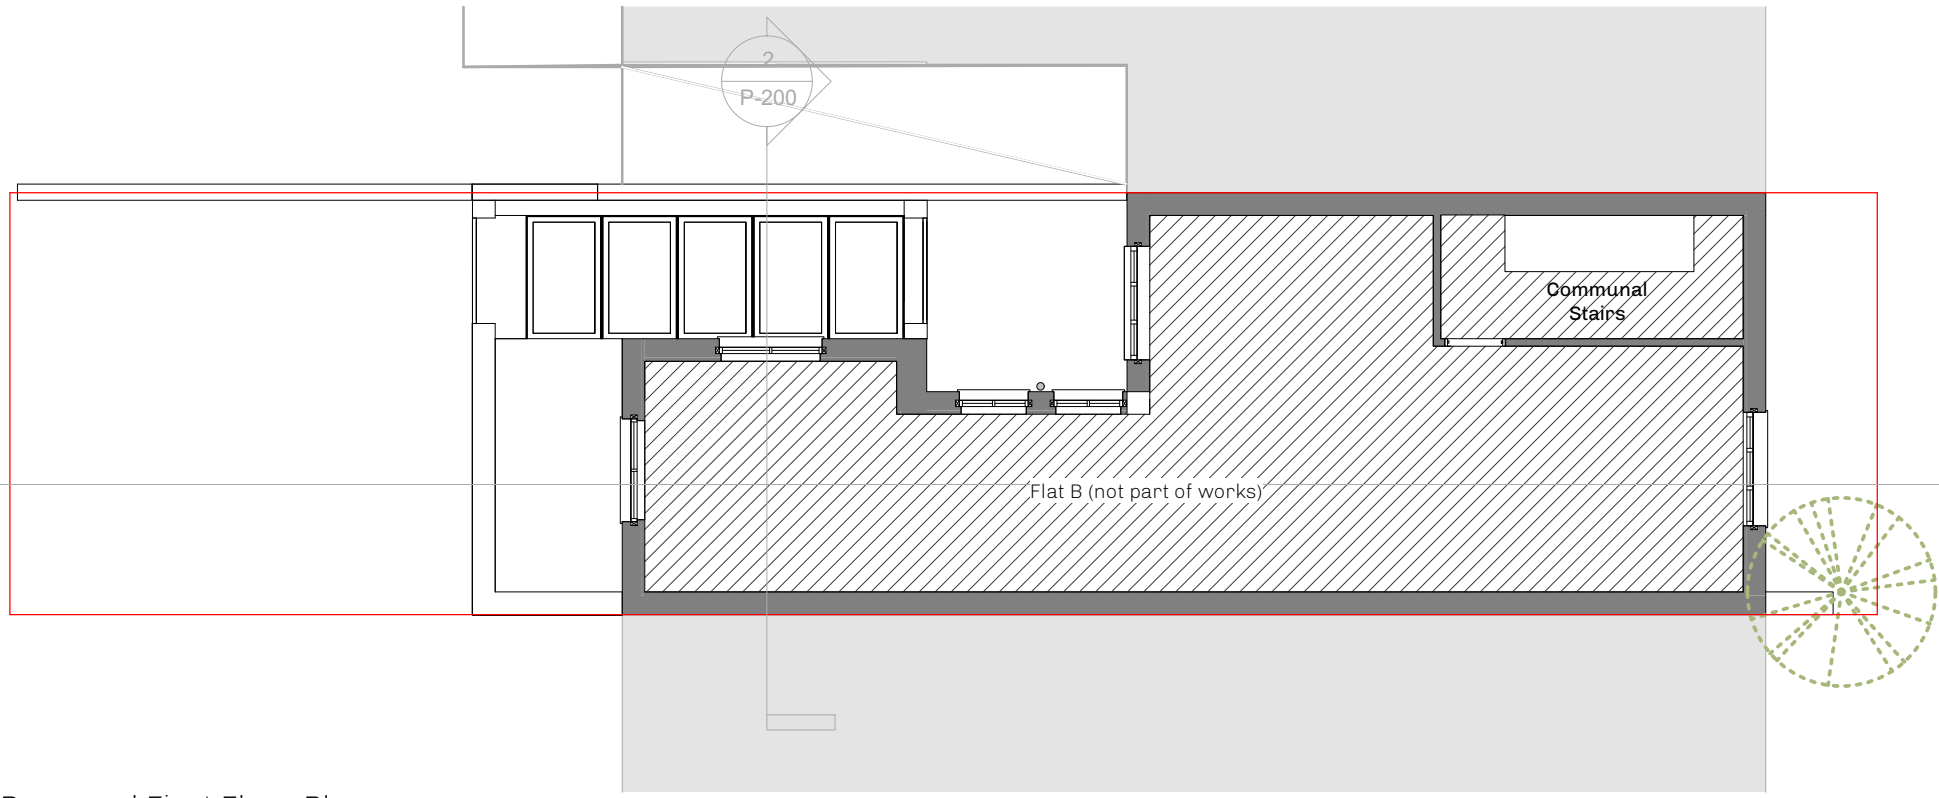 2
P-200
Communal
Stairs
Flat B (not part of works)